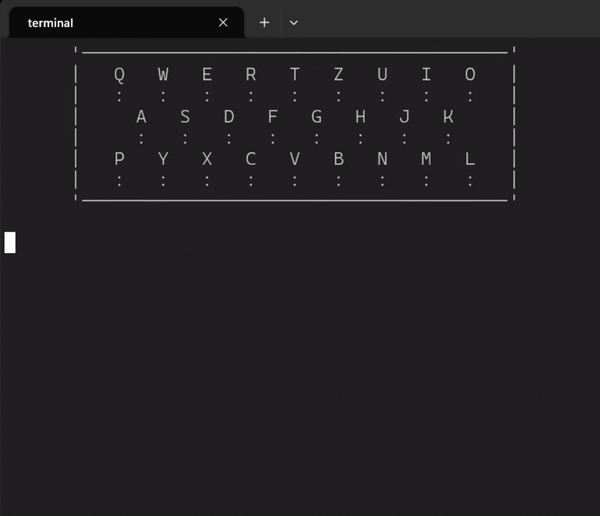 terminal
Q W E R T Z U I O
: : : : : : : : :
A S D F G H J K
: : : : : : : :
P Y X C V B N M L
: : : : : : : : :